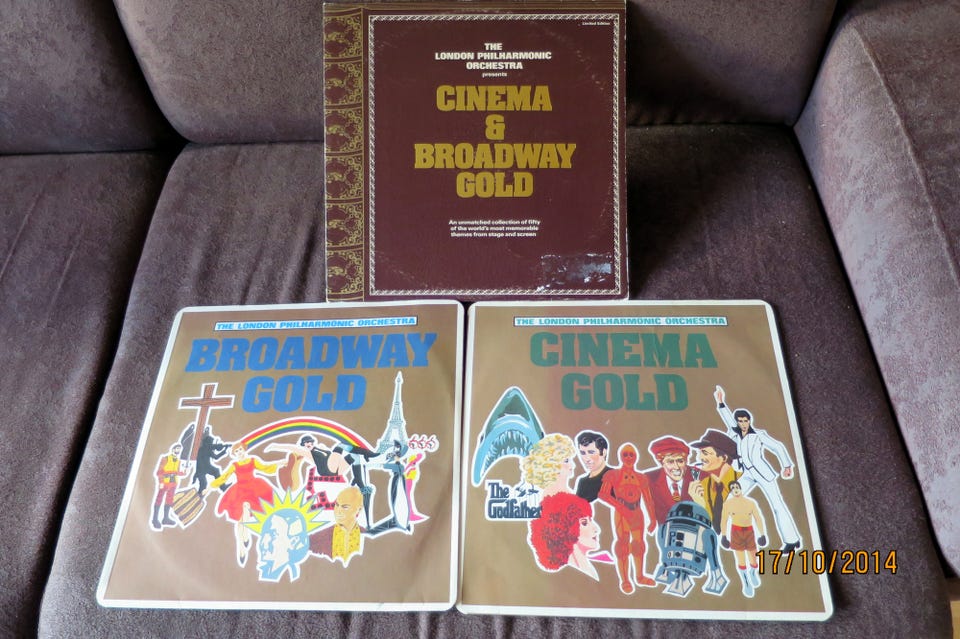 Limited Edition
THE
LONDON PHILHARMONIC
ORCHESTRA
presents
CINEMA
&
BROADWAY
GOLD
An unmatched collection of fifty
of the world's most memorable
themes from stage and screen
THE LONDON PHILHARMONIC ORCHESTRA
BROADWAY
GOLD
THE LONDON PHILHARMONIC ORCHESTRA
CINEMA
GOLD
The
Godfather
17/10/2014